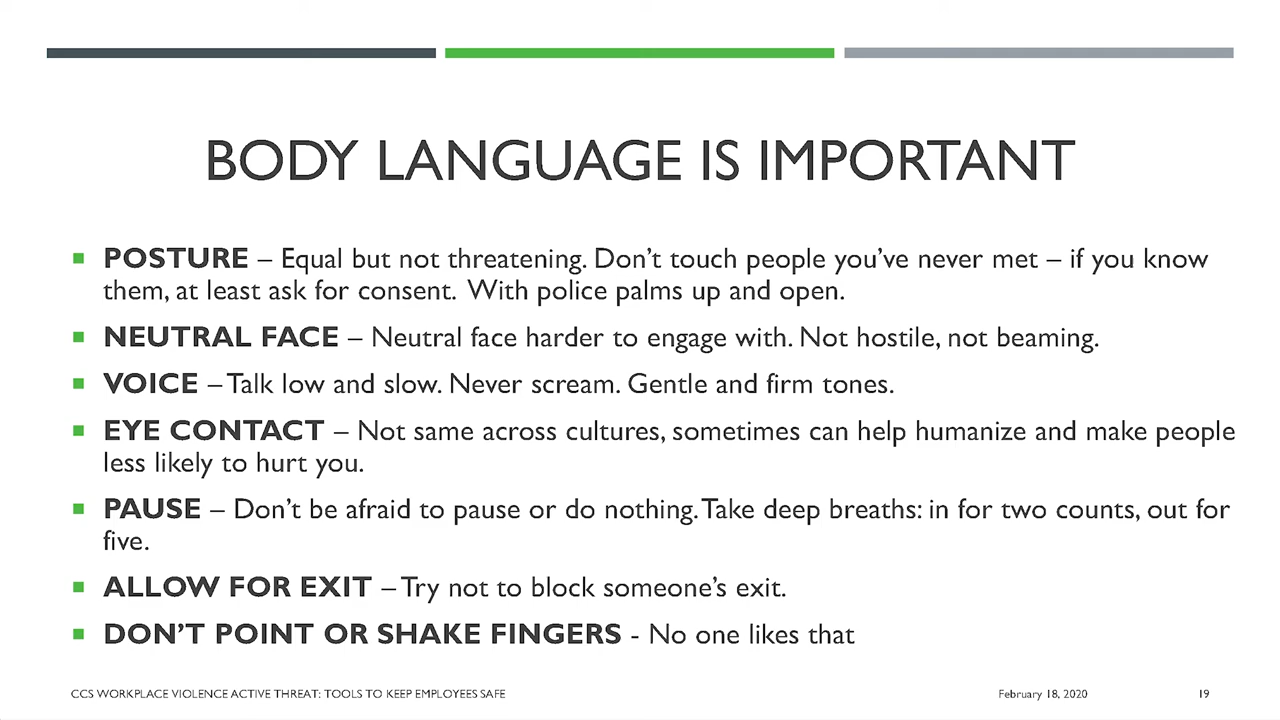 BODY LANGUAGE IS IMPORTANT
POSTURE – Equal but not threatening. Don't touch people you've never met – if you know
them, at least ask for consent. With police palms up and open.
NEUTRAL FACE – Neutral face harder to engage with. Not hostile, not beaming.
VOICE – Talk low and slow. Never scream. Gentle and firm tones.
EYE CONTACT – Not same across cultures, sometimes can help humanize and make people
less likely to hurt you.
PAUSE – Don't be afraid to pause or do nothing. Take deep breaths: in for two counts, out for
five.
ALLOW FOR EXIT – Try not to block someone's exit.
DON'T POINT OR SHAKE FINGERS - No one likes that
CCS WORKPLACE VIOLENCE ACTIVE THREAT: TOOLS TO KEEP EMPLOYEES SAFE February 18, 2020 19